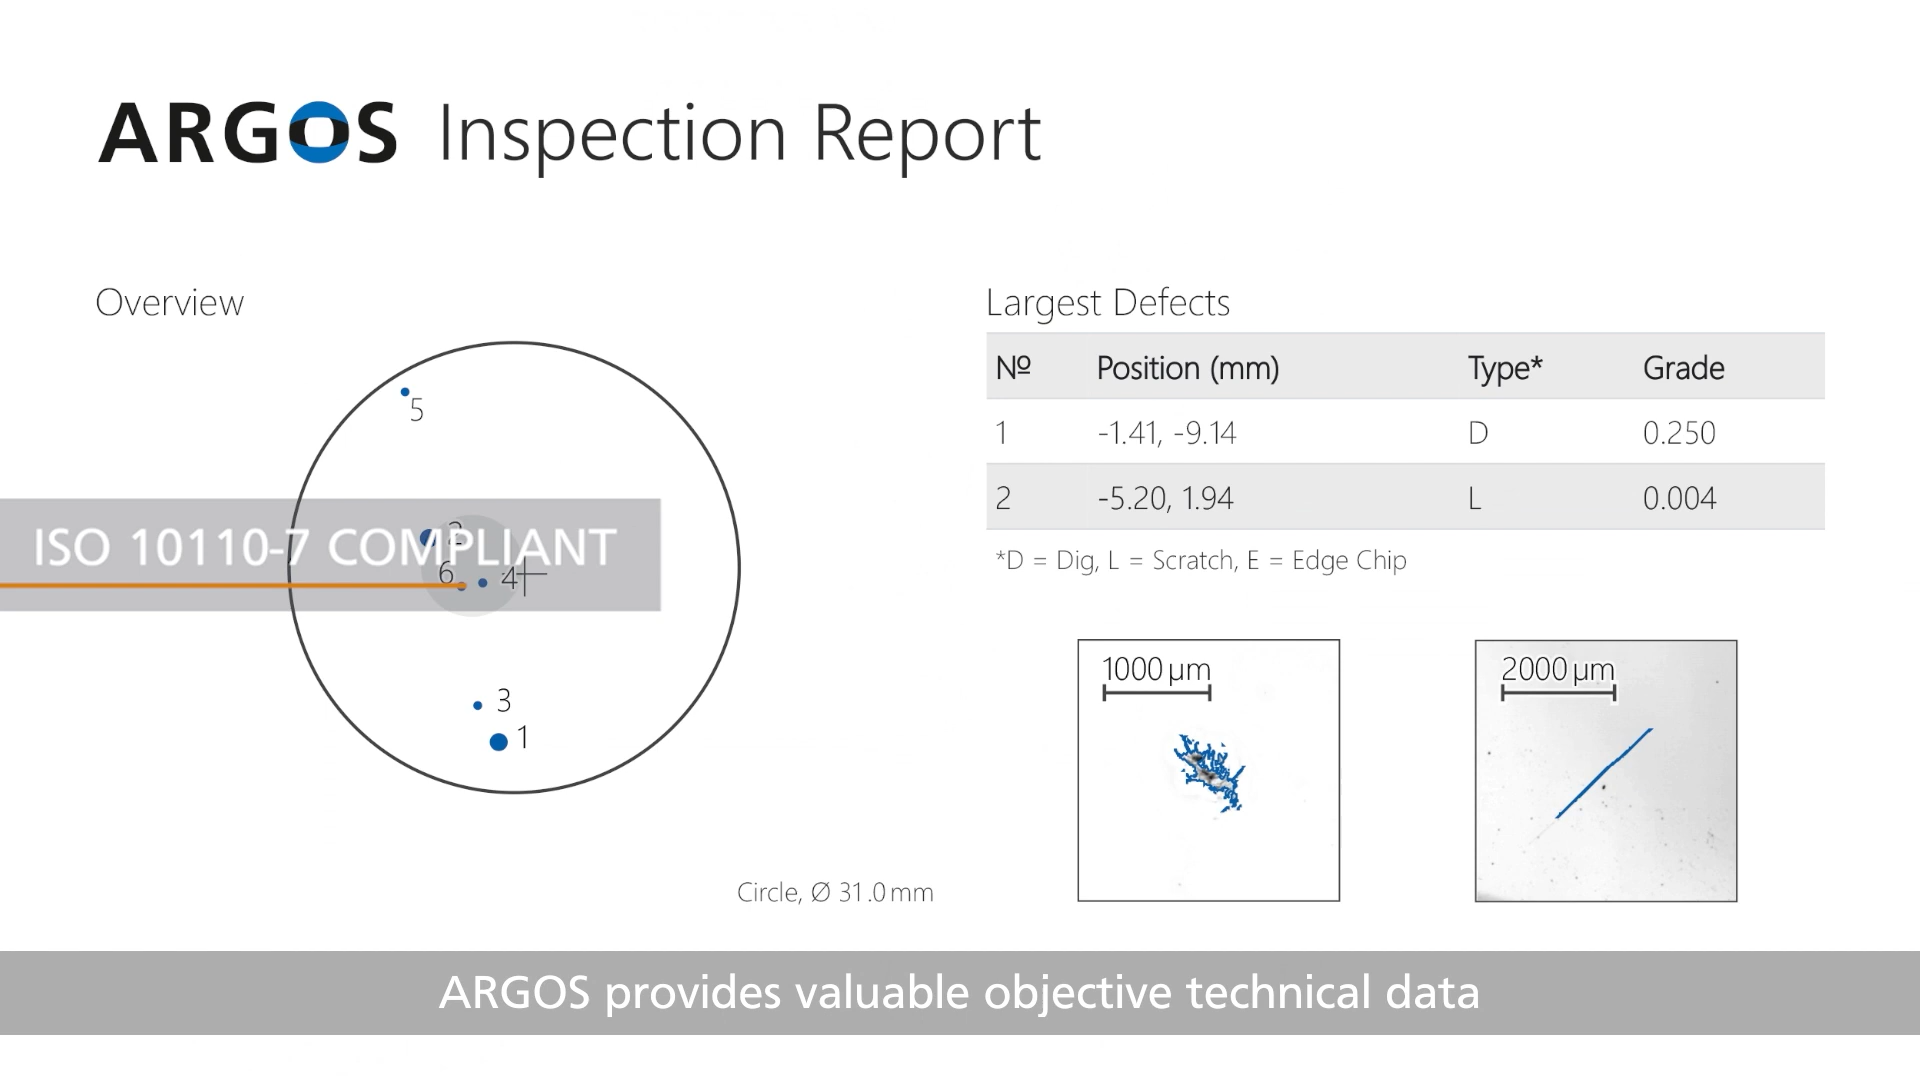 ARGOS Inspection Report
Overview
5
2
ISO 10110-7 COMPLIANT
6
4
3
1
Circle, Ø 31.0 mm
Largest Defects
Nº Position (mm) Type* Grade
1 -1.41, -9.14 D 0.250
2 -5.20, 1.94 L 0.004
*D = Dig, L = Scratch, E = Edge Chip
1000 µm
2000 µm
ARGOS provides valuable objective technical data